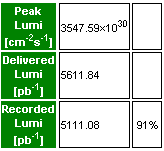 Peak
Lumi
[cm⁻²s⁻¹]
3547.59×10³⁰
Delivered
Lumi
[pb⁻¹]
5611.84
Recorded
Lumi
[pb⁻¹]
5111.08
91%